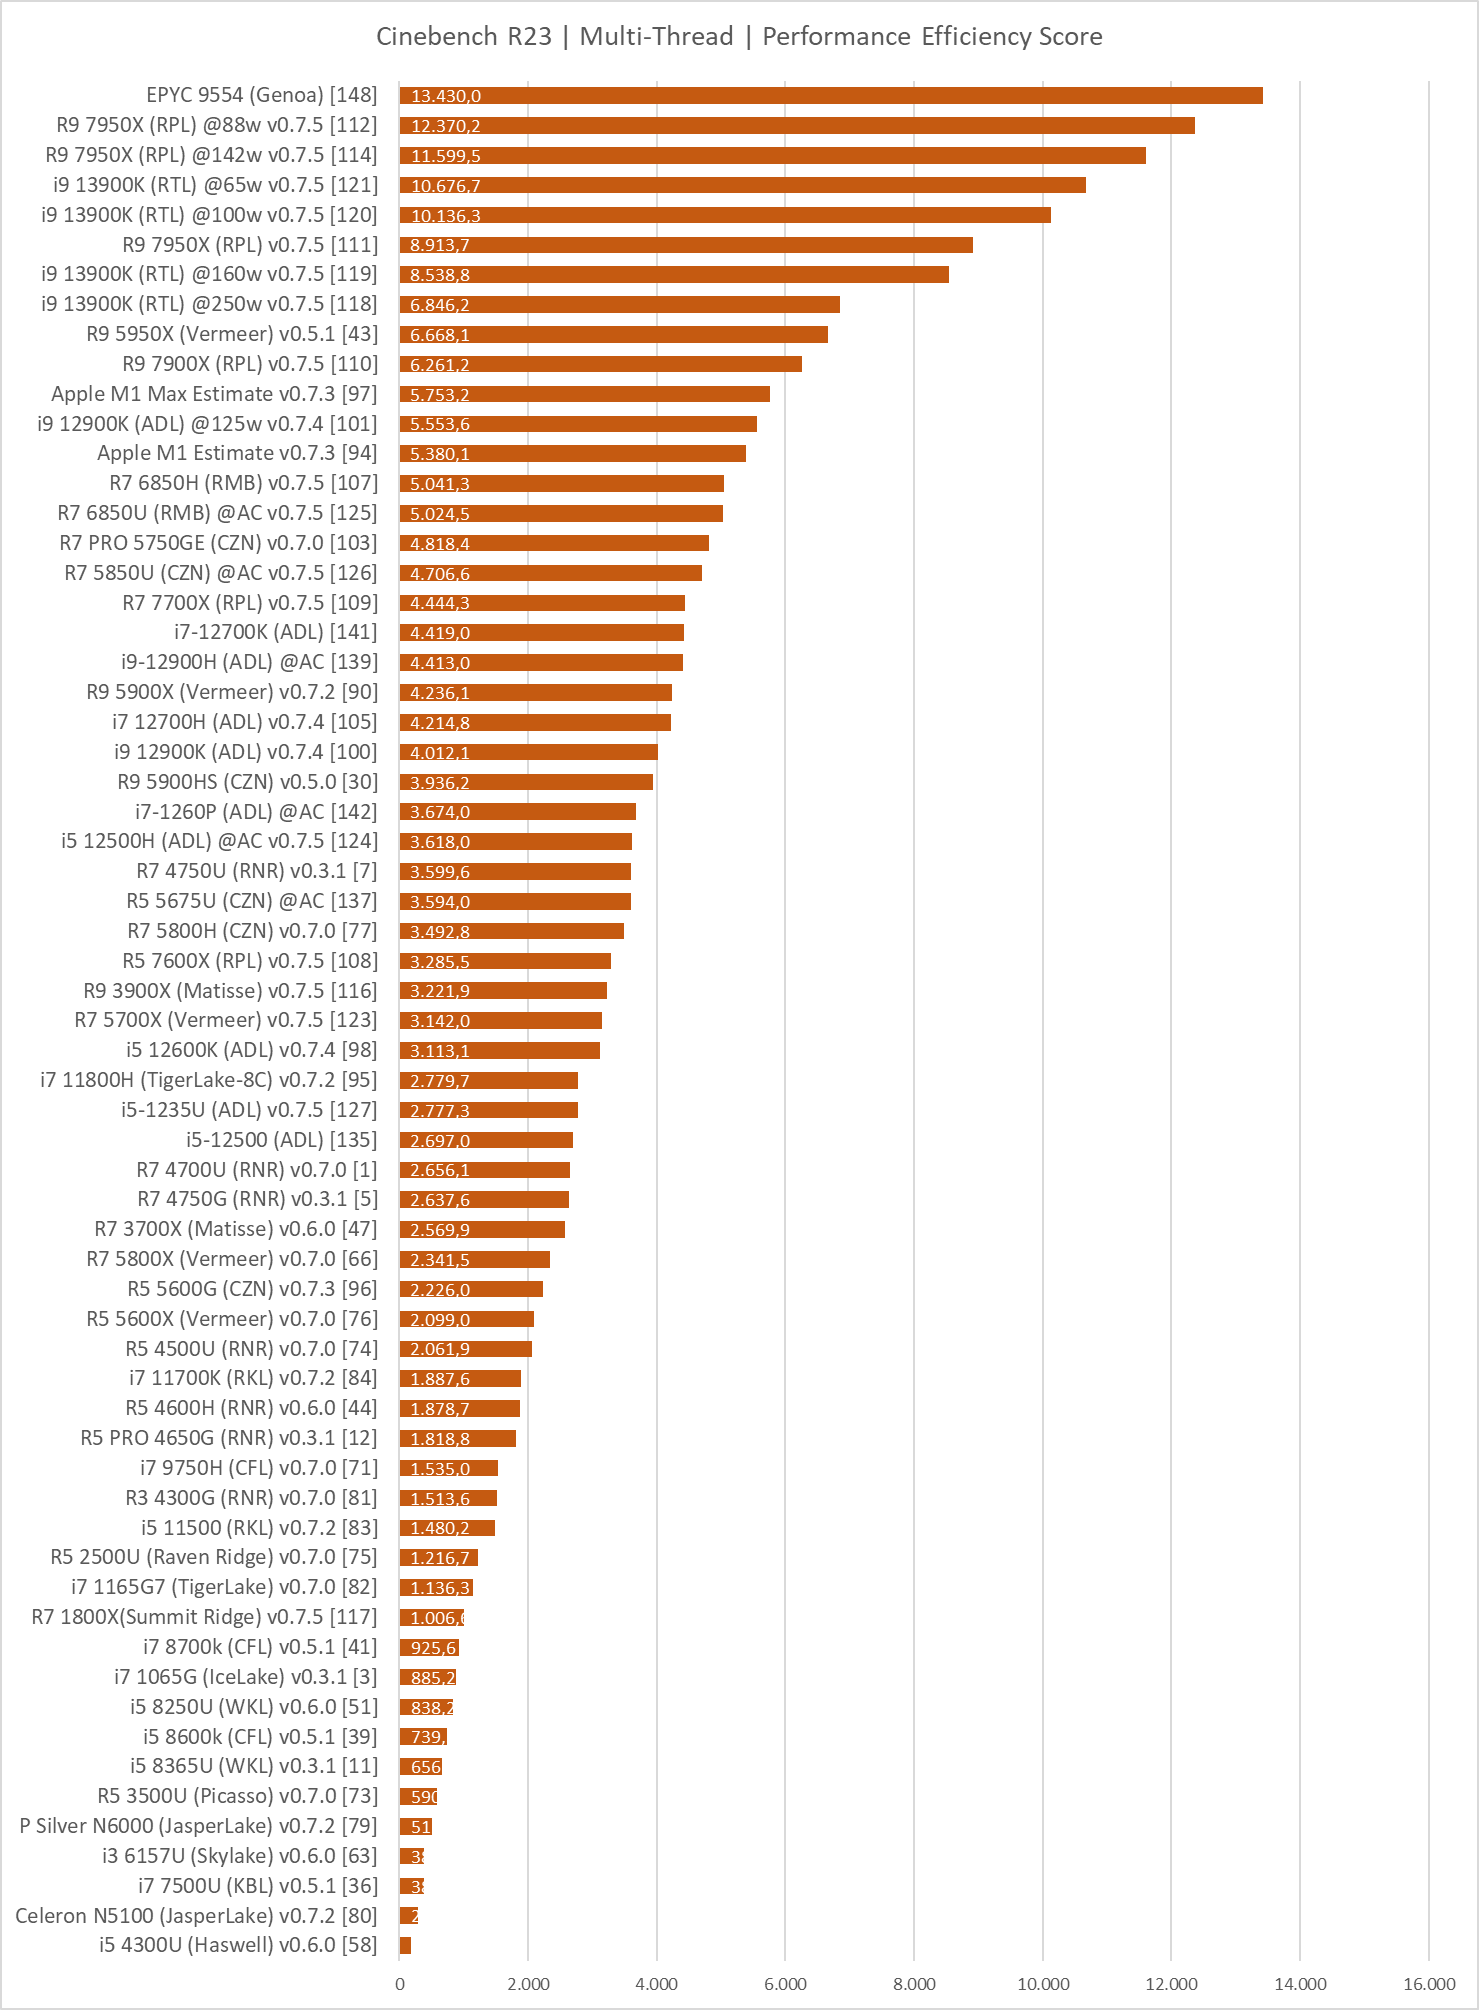 Cinebench R23 | Multi-Thread | Performance Efficiency Score
EPYC 9554 (Genoa) [148] 13.430,0
R9 7950X (RPL) @88w v0.7.5 [112] 12.370,2
R9 7950X (RPL) @142w v0.7.5 [114] 11.599,5
i9 13900K (RTL) @65w v0.7.5 [121] 10.676,7
i9 13900K (RTL) @100w v0.7.5 [120] 10.136,3
R9 7950X (RPL) v0.7.5 [111] 8.913,7
i9 13900K (RTL) @160w v0.7.5 [119] 8.538,8
i9 13900K (RTL) @250w v0.7.5 [118] 6.846,2
R9 5950X (Vermeer) v0.5.1 [43] 6.668,1
R9 7900X (RPL) v0.7.5 [110] 6.261,2
Apple M1 Max Estimate v0.7.3 [97] 5.753,2
i9 12900K (ADL) @125w v0.7.4 [101] 5.553,6
Apple M1 Estimate v0.7.3 [94] 5.380,1
R7 6850H (RMB) v0.7.5 [107] 5.041,3
R7 6850U (RMB) @AC v0.7.5 [125] 5.024,5
R7 PRO 5750GE (CZN) v0.7.0 [103] 4.818,4
R7 5850U (CZN) @AC v0.7.5 [126] 4.706,6
R7 7700X (RPL) v0.7.5 [109] 4.444,3
i7-12700K (ADL) [141] 4.419,0
i9-12900H (ADL) @AC [139] 4.413,0
R9 5900X (Vermeer) v0.7.2 [90] 4.236,1
i7 12700H (ADL) v0.7.4 [105] 4.214,8
i9 12900K (ADL) v0.7.4 [100] 4.012,1
R9 5900HS (CZN) v0.5.0 [30] 3.936,2
i7-1260P (ADL) @AC [142] 3.674,0
i5 12500H (ADL) @AC v0.7.5 [124] 3.618,0
R7 4750U (RNR) v0.3.1 [7] 3.599,6
R5 5675U (CZN) @AC [137] 3.594,0
R7 5800H (CZN) v0.7.0 [77] 3.492,8
R5 7600X (RPL) v0.7.5 [108] 3.285,5
R9 3900X (Matisse) v0.7.5 [116] 3.221,9
R7 5700X (Vermeer) v0.7.5 [123] 3.142,0
i5 12600K (ADL) v0.7.4 [98] 3.113,1
i7 11800H (TigerLake-8C) v0.7.2 [95] 2.779,7
i5-1235U (ADL) v0.7.5 [127] 2.777,3
i5-12500 (ADL) [135] 2.697,0
R7 4700U (RNR) v0.7.0 [1] 2.656,1
R7 4750G (RNR) v0.3.1 [5] 2.637,6
R7 3700X (Matisse) v0.6.0 [47] 2.569,9
R7 5800X (Vermeer) v0.7.0 [66] 2.341,5
R5 5600G (CZN) v0.7.3 [96] 2.226,0
R5 5600X (Vermeer) v0.7.0 [76] 2.099,0
R5 4500U (RNR) v0.7.0 [74] 2.061,9
i7 11700K (RKL) v0.7.2 [84] 1.887,6
R5 4600H (RNR) v0.6.0 [44] 1.878,7
R5 PRO 4650G (RNR) v0.3.1 [12] 1.818,8
i7 9750H (CFL) v0.7.0 [71] 1.535,0
R3 4300G (RNR) v0.7.0 [81] 1.513,6
i5 11500 (RKL) v0.7.2 [83] 1.480,2
R5 2500U (Raven Ridge) v0.7.0 [75] 1.216,7
i7 1165G7 (TigerLake) v0.7.0 [82] 1.136,3
R7 1800X(Summit Ridge) v0.7.5 [117] 1.006,6
i7 8700k (CFL) v0.5.1 [41] 925,6
i7 1065G (IceLake) v0.3.1 [3] 885,2
i5 8250U (WKL) v0.6.0 [51] 838,2
i5 8600k (CFL) v0.5.1 [39] 739,
i5 8365U (WKL) v0.3.1 [11] 656
R5 3500U (Picasso) v0.7.0 [73] 590
P Silver N6000 (JasperLake) v0.7.2 [79] 51
i3 6157U (Skylake) v0.6.0 [63]
i7 7500U (KBL) v0.5.1 [36]
Celeron N5100 (JasperLake) v0.7.2 [80]
i5 4300U (Haswell) v0.6.0 [58]
0 2.000 4.000 6.000 8.000 10.000 12.000 14.000 16.000